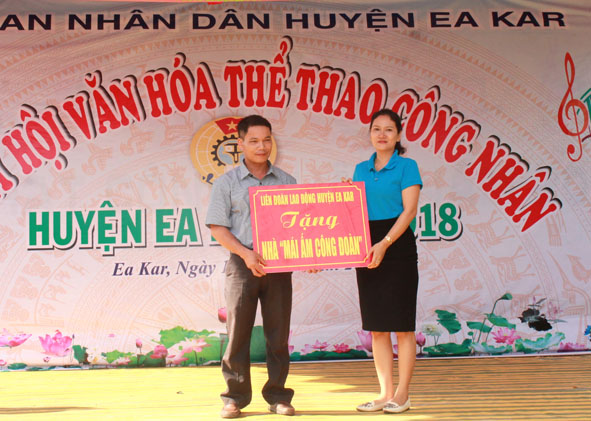 AN NHÂN DÂN HUYỆN EA KAR
HỘI VĂN HÓA THỂ THAO CÔNG NHÂN
HUYỆN EA 2018
Ea Kar, Ngày
LIÊN ĐOÀN LAO ĐỘNG HUYỆN EA KAR
Tặng
NHÀ "MÁI ẤM CÔNG ĐOÀN"